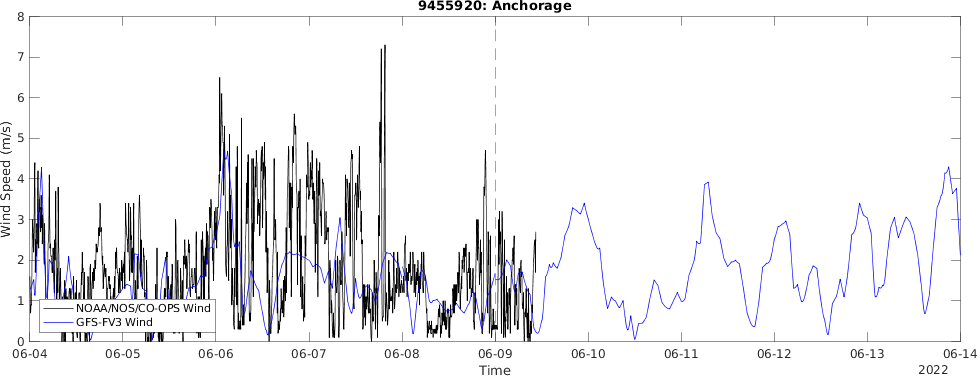 9455920: Anchorage
Wind Speed (m/s)
8
7
6
5
4
3
2
1
0
NOAA/NOS/CO-OPS Wind
GFS-FV3 Wind
06-04 06-05 06-06 06-07 06-08 06-09 06-10 06-11 06-12 06-13 06-14
Time
2022